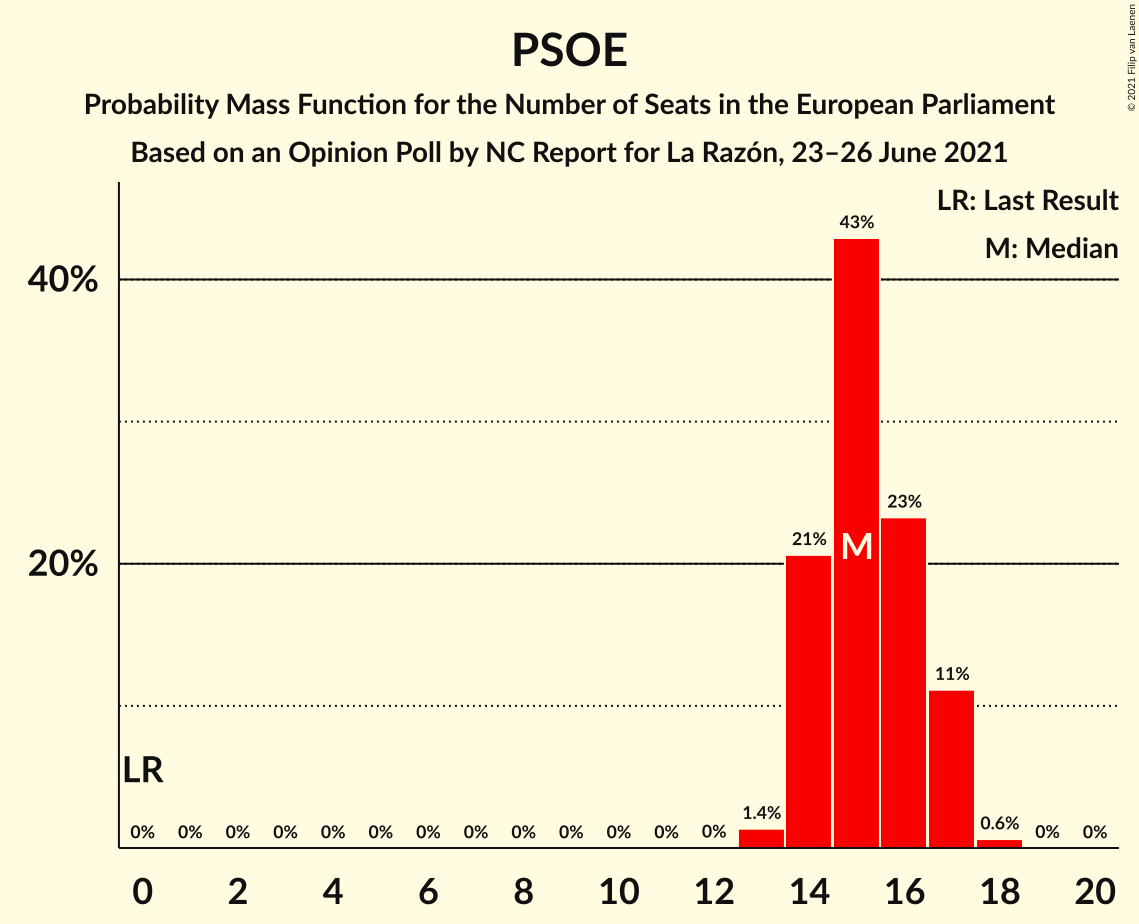 PSOE
Probability Mass Function for the Number of Seats in the European Parliament
Based on an Opinion Poll by NC Report for La Razón, 23–26 June 2021
© 2021 Filip van Laenen
LR: Last Result
M: Median
43%
40%
23%
21%
M
20%
11%
LR
1.4%
0.6%
0% 0% 0% 0% 0% 0% 0% 0% 0% 0% 0% 0% 0% 0% 0%
0 2 4 6 8 10 12 14 16 18 20